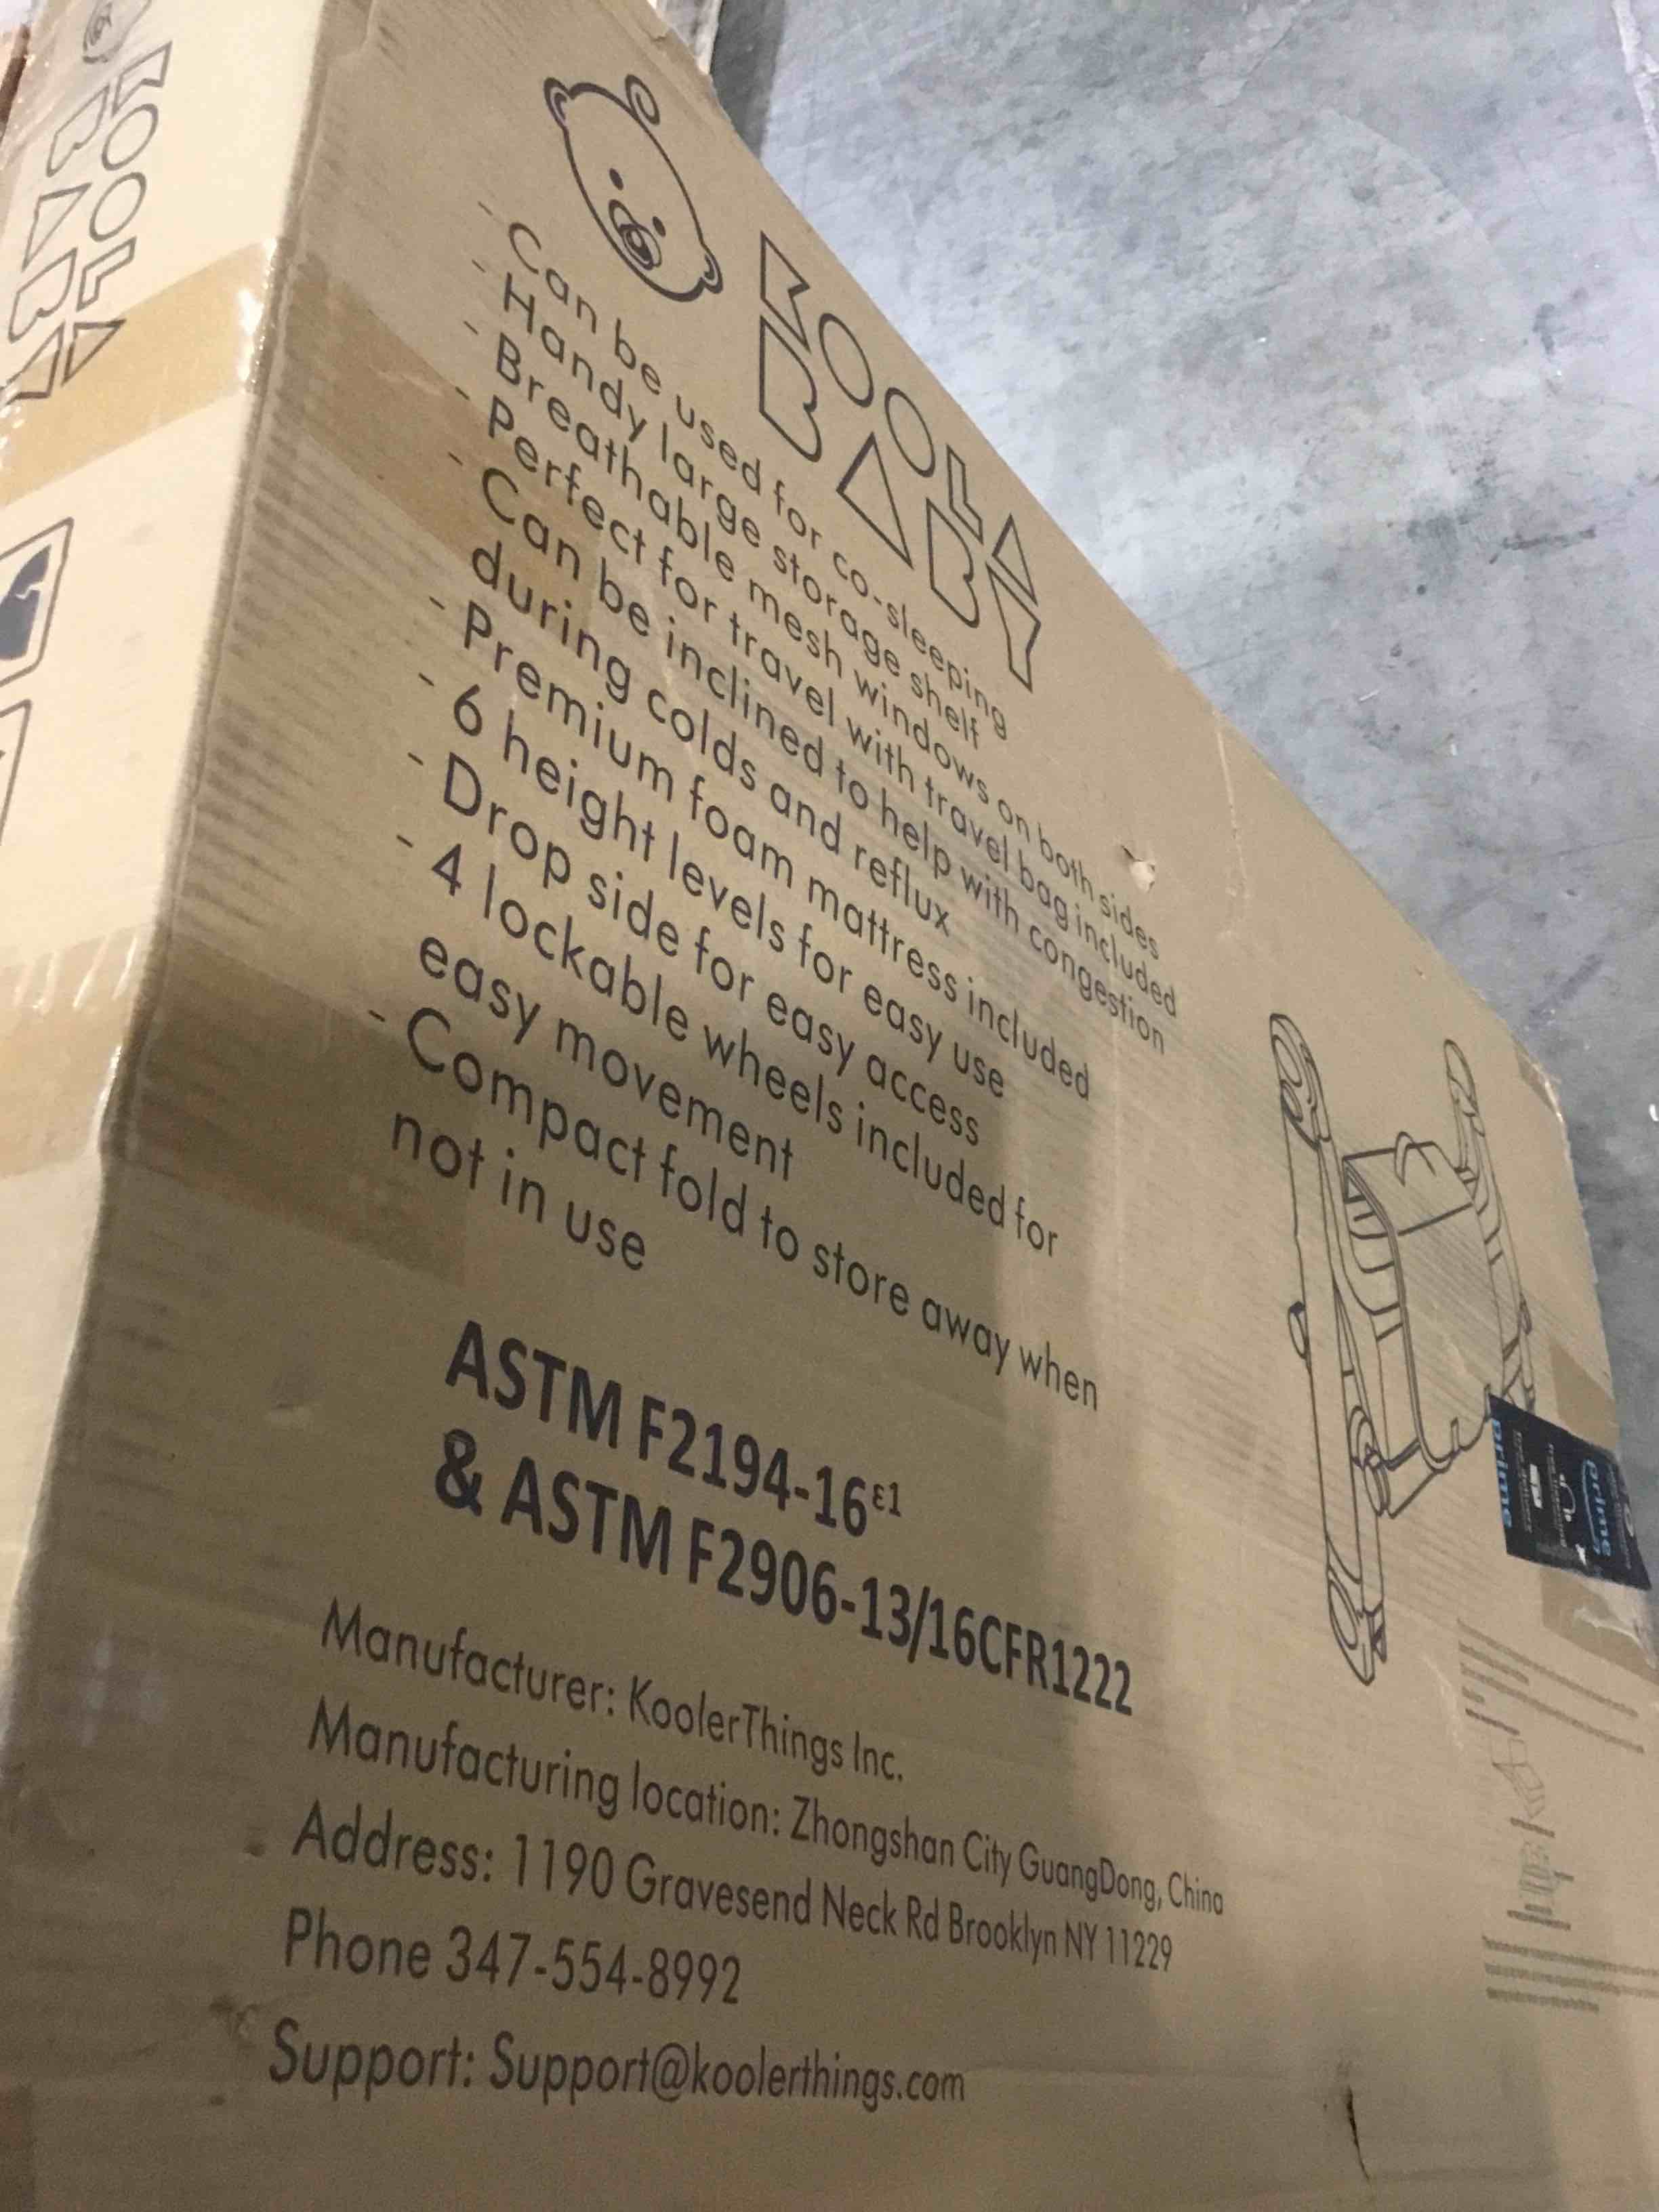 KOOLA
BABY
KOOLA
BABY
- Can be used for co-sleeping
- Handy large storage shelf
- Breathable mesh windows on both sides
- Perfect for travel with travel bag included
- Can be inclined to help with congestion
during colds and reflux
- Premium foam mattress included
- 6 height levels for easy use
- Drop side for easy access
- 4 lockable wheels included for
easy movement
- Compact fold to store away when
not in use
ASTM F2194-16ε1
& ASTM F2906-13/16CFR1222
Manufacturer: KoolerThings Inc.
Manufacturing location: Zhongshan City GuangDong, China
Address: 1190 Gravesend Neck Rd Brooklyn NY 11229
Phone 347-554-8992
Support: Support@koolerthings.com
prime
prime